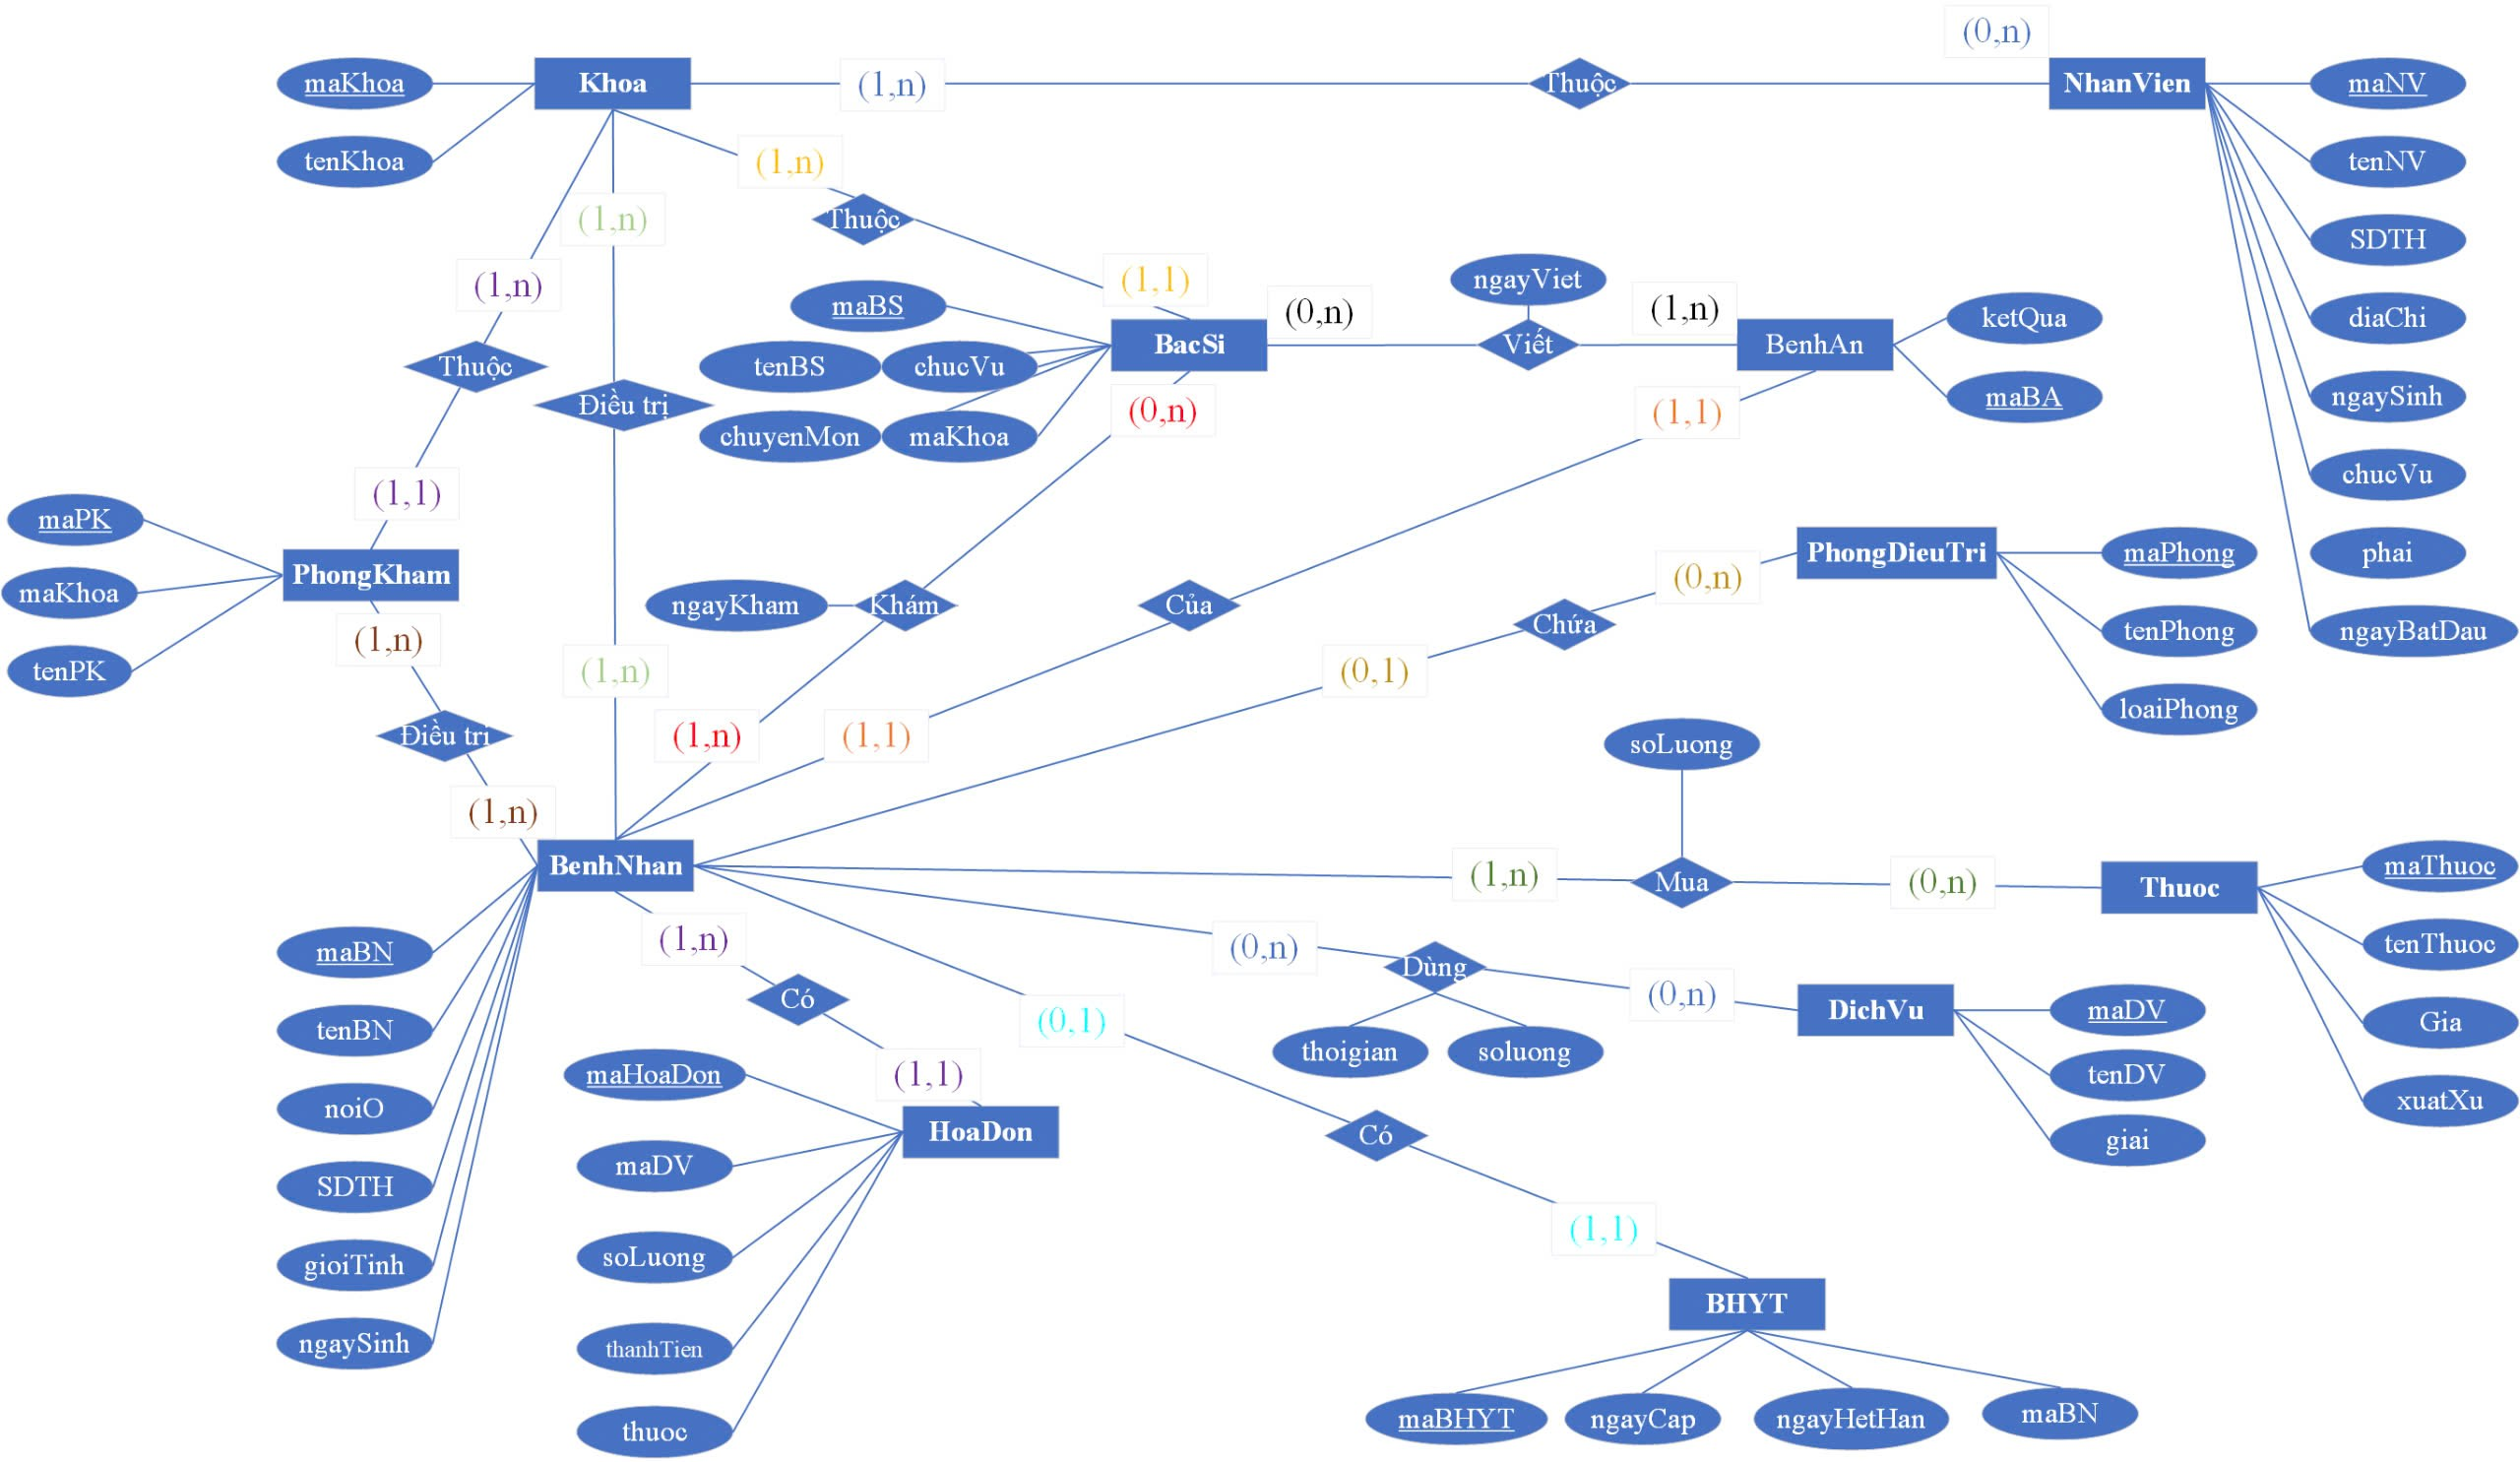 (0,n)
maKhoa
Khoa
(1,n)
Thuộc
NhanVien
maNV
tenKhoa
(1,n)
tenNV
(1,n)
Thuộc
SDTH
(1,n)
(1,1)
ngayViet
maBS
(0,n)
(1,n)
ketQua
diaChi
Thuộc
tenBS
chucVu
BacSi
Viết
BenhAn
maBA
ngaySinh
Điều trị
(0,n)
(1,1)
chuyenMon
maKhoa
chucVu
(1,1)
maPK
PhongKham
PhongDieuTri
maPhong
phai
maKhoa
ngayKham
Khám
Của
(0,n)
Chứa
tenPhong
ngayBatDau
(1,n)
tenPK
(1,n)
(0,1)
loaiPhong
Điều trị
(1,n)
(1,1)
soLuong
(1,n)
BenhNhan
(1,n)
Mua
(0,n)
Thuoc
maThuoc
maBN
(1,n)
(0,n)
Dùng
tenThuoc
Có
(0,n)
DichVu
maDV
tenBN
(0,1)
thoigian
soluong
Gia
maHoaDon
(1,1)
tenDV
noiO
HoaDon
Có
giai
xuatXu
maDV
SDTH
soLuong
(1,1)
gioiTinh
BHYT
ngaySinh
thanhTien
thuoc
maBHYT
ngayCap
ngayHetHan
maBN